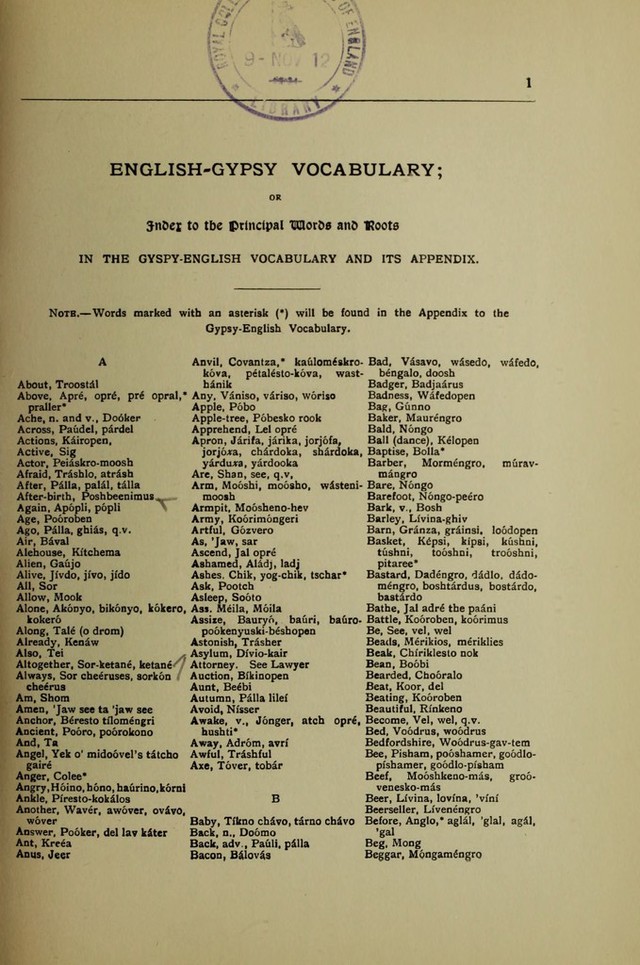 ROYAL COLL OF ENGLAND
9-NOV 12
LIBRARY
1
ENGLISH-GYPSY VOCABULARY;
OR
Index to the Principal Words and Roots
IN THE GYSPY-ENGLISH VOCABULARY AND ITS APPENDIX.
NOTE.—Words marked with an asterisk (*) will be found in the Appendix to the
Gypsy-English Vocabulary.
A
About, Troostál
Above, Apré, opré, pré opral,*
praller*
Ache, n. and v., Doóker
Across, Paúdel, párdel
Actions, Káiropen,
Active, Sig
Actor, Peiáskro-moosh
Afraid, Tráshlo, atrásh
After, Pálla, palál, tálla
After-birth, Poshbeenimus
Again, Apópli, pópli
Age, Poóroben
Ago, Pálla, ghiás, q.v.
Air, Bával
Alehouse, Kítchema
Alien, Gaújo
Alive, Jívdo, jívo, jído
All, Sor
Allow, Mook
Alone, Akónyo, bikónyo, kókero,
kokeró
Along, Talé (o drom)
Already, Kenáw
Also, Tei
Altogether, Sor-ketané, ketané
Always, Sor cheéruses, sorkón
cheérus
Am, Shom
Amen, 'Jaw see ta 'jaw see
Anchor, Béresto tíloméngri
Ancient, Poóro, poórokono
And, Ta
Angel, Yek o' midoóvel's tátcho
gairé
Anger, Colee*
Angry, Hóino, hóno, haúrino, kórni
Ankle, Píresto-kokálos
Another, Wavér, awóver, ovávo,
wóver
Answer, Poóker, del lav káter
Ant, Kreéa
Anus, Jeer
Anvil, Covantza,* kaúloméskro-
kóva, pétalésto-kóva, wast-
hánik
Any, Vániso, váriso, wóriso
Apple, Póbo
Apple-tree, Póbesko rook
Apprehend, Lel opré
Apron, Járifa, járika, jorjófa,
jorjóxa, chárdoka, shárdoka,
yárduxa, yárdooka
Are, Shan, see, q.v,
Arm, Moóshi, moósho, wásteni-
moosh
Armpit, Moósheno-hev
Army, Koórimóngeri
Artful, Gózvero
As, 'Jaw, sar
Ascend, Jal opré
Ashamed, Aládj, ladj
Ashes. Chik, yog-chik, tschar*
Ask, Pootch
Asleep, Soóto
Ass. Méila, Móila
Assize, Bauryó, baúri, baúro-
poókenyuski-béshopen
Astonish, Trásher
Asylum, Dívio-kair
Attorney. See Lawyer
Auction, Bíkinopen
Aunt, Beébi
Autumn, Pálla lileí
Avoid, Nísser
Awake, v., Jónger, atch opré,
hushti*
Away, Adróm, avrí
Awful, Tráshful
Axe, Tóver, tobár
B
Baby, Tíkno chávo, tárno chávo
Back, n., Doómo
Back, adv., Paúli, pálla
Bacon, Bálovás
Bad, Vásavo, wásedo, wáfedo,
béngalo, doosh
Badger, Badjaárus
Badness, Wáfedopen
Bag, Gúnno
Baker, Mauréngro
Bald, Nóngo
Ball (dance), Kélopen
Baptise, Bolla*
Barber, Morméngro, múrav-
mángro
Bare, Nóngo
Barefoot, Nóngo-peéro
Bark, v., Bosh
Barley, Lívina-ghiv
Barn, Gránza, gráinsi, loódopen
Basket, Képsi, kípsi, kúshni,
túshni, toóshni, troóshni,
pitaree*
Bastard, Dadéngro, dádlo, dádo-
méngro, boshtárdus, bostárdo,
bastárdo
Bathe, Jal adré the paáni
Battle, Koóroben, koórimus
Be, See, vel, wel
Beads, Mérikios, mériklies
Beak, Chíriklesto nok
Bean, Boóbi
Bearded, Choóralo
Beat, Koor, del
Beating, Koóroben
Beautiful, Rínkeno
Become, Vel, wel, q.v.
Bed, Voódrus, woódrus
Bedfordshire, Woódrus-gav-tem
Bee, Pisham, poóshamer, goódlo-
píshamer, goódlo-písham
Beef, Moóshkeno-más, groó-
venesko-más
Beer, Lívina, lovína, 'víni
Beerseller, Lívenéngro
Before, Anglo,* aglál, 'glal, agál,
'gal
Beg, Mong
Beggar, Móngaméngro